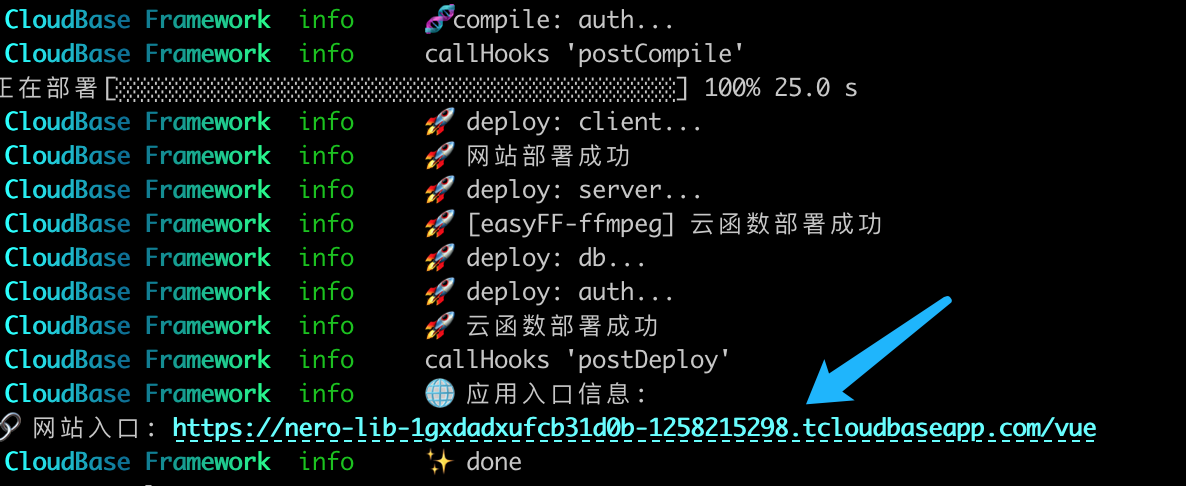 CloudBase Framework info 🧬compile: auth...
CloudBase Framework info callHooks 'postCompile'
正在部署[░░░░░░░░░░░░░░░░░░░░░░░░░░░░░░░░░░░░░░░░] 100% 25.0 s
CloudBase Framework info 🚀 deploy: client...
CloudBase Framework info 🚀 网站部署成功
CloudBase Framework info 🚀 deploy: server...
CloudBase Framework info 🚀 [easyFF-ffmpeg] 云函数部署成功
CloudBase Framework info 🚀 deploy: db...
CloudBase Framework info 🚀 deploy: auth...
CloudBase Framework info 🚀 云函数部署成功
CloudBase Framework info callHooks 'postDeploy'
CloudBase Framework info 🌐 应用入口信息:
🔗 网站入口: https://nero-lib-1gxdadxufcb31d0b-1258215298.tcloudbaseapp.com/vue
CloudBase Framework info ✨ done